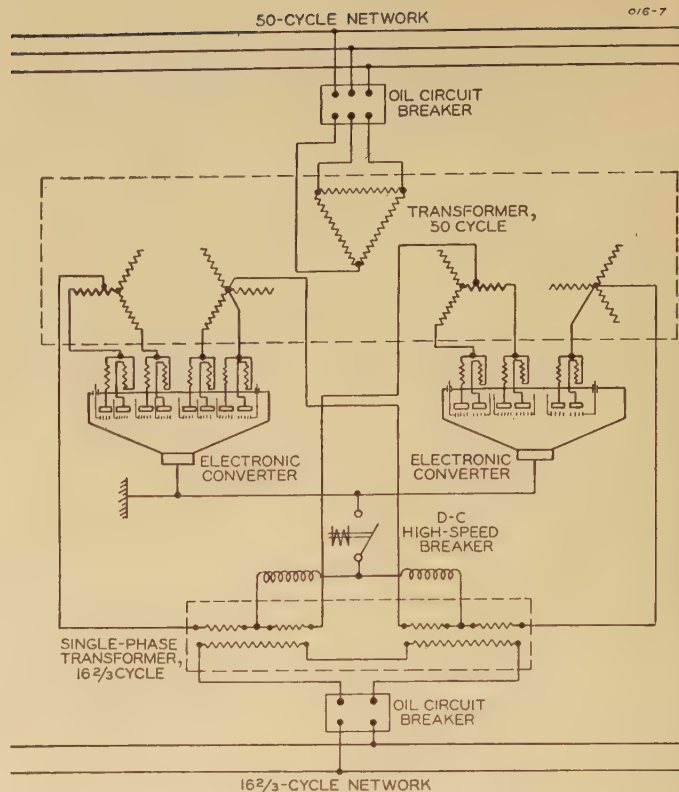 016-7
50-CYCLE NETWORK
OIL CIRCUIT
BREAKER
TRANSFORMER,
50 CYCLE
ELECTRONIC
CONVERTER
ELECTRONIC
CONVERTER
D-C
HIGH-SPEED
BREAKER
SINGLE-PHASE
TRANSFORMER,
16 2/3 CYCLE
OIL CIRCUIT
BREAKER
16 2/3-CYCLE NETWORK